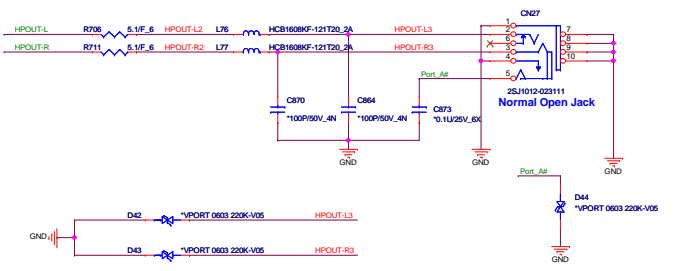 CN27
HPOUT-L R706 5.1/F_6 HPOUT-L2 L76 HCB1608KF-121T20_2A HPOUT-L3
HPOUT-R R711 5.1/F_6 HPOUT-R2 L77 HCB1608KF-121T20_2A HPOUT-R3
1
2
6
3
4
5
7
8
9
10
Port_A#
2SJ1012-023111
Normal Open Jack
C870
*100P/50V_4N
C864
*100P/50V_4N
C873
*0.1U/25V_6X
GND
GND
GND
Port_A#
D44
*VPORT 0603 220K-V05
GND
D42 *VPORT 0603 220K-V05 HPOUT-L3
GND
D43 *VPORT 0603 220K-V05 HPOUT-R3